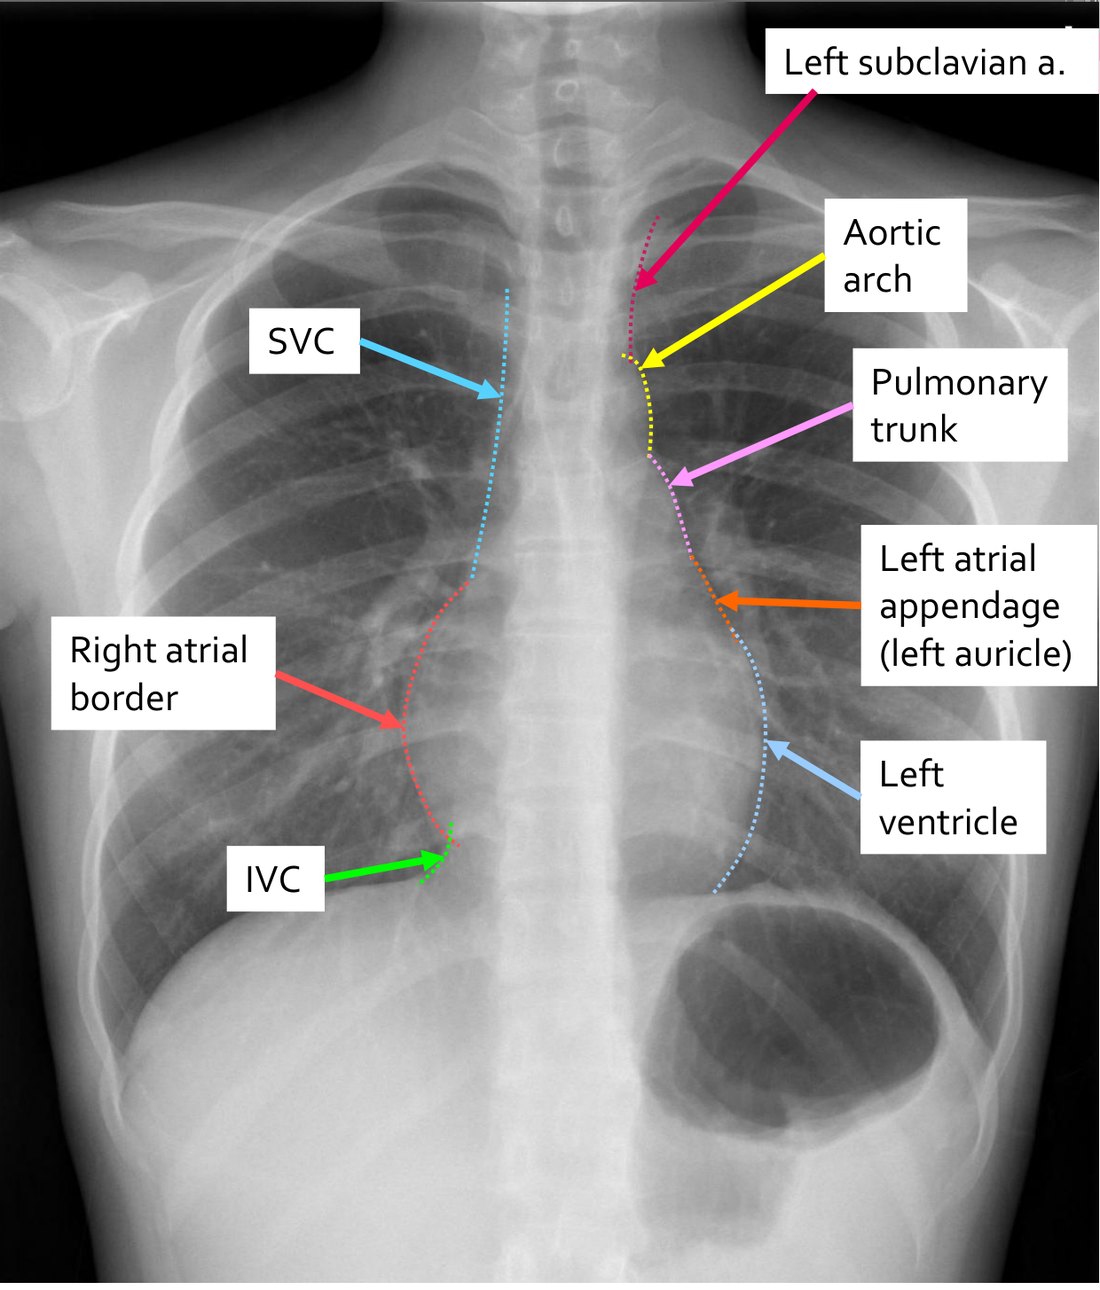 Left subclavian a.
Aortic
arch
SVC
Pulmonary
trunk
Left atrial
appendage
(left auricle)
Right atrial
border
Left
ventricle
IVC